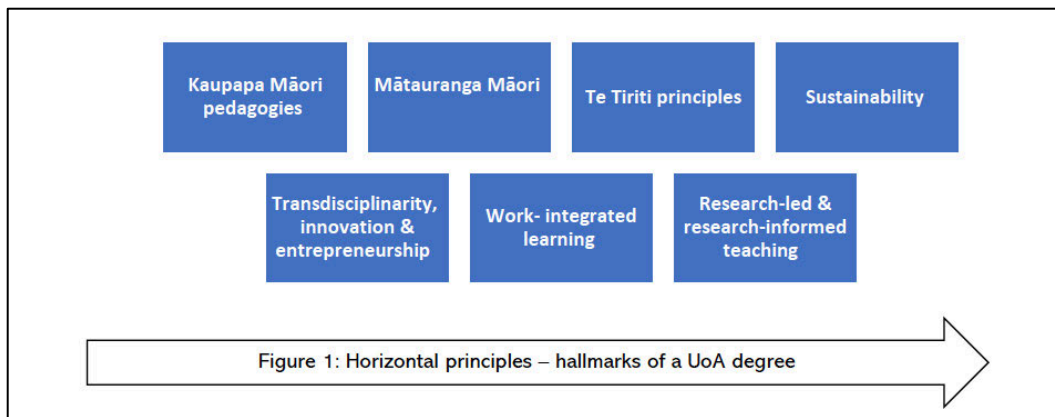 Kaupapa Māori
pedagogies
Mātauranga Māori
Te Tiriti principles
Sustainability
Transdisciplinarity,
innovation &
entrepreneurship
Work- integrated
learning
Research-led &
research-informed
teaching
Figure 1: Horizontal principles – hallmarks of a UoA degree